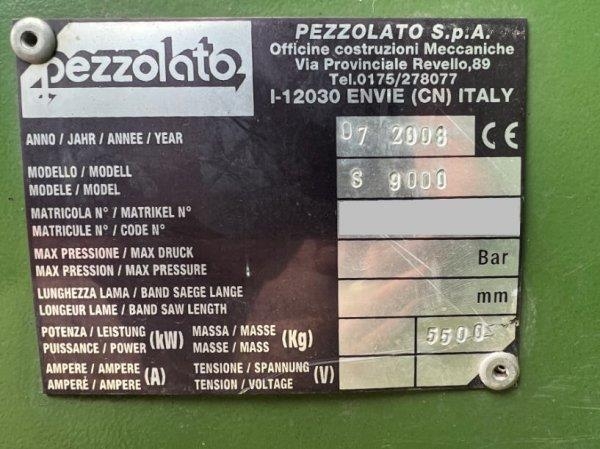 pezzolato
PEZZOLATO S.p.A.
Officine costruzioni Meccaniche
Via Provinciale Revello,89
Tel.0175/278077
I-12030 ENVIE (CN) ITALY
ANNO / JAHR / ANNEE / YEAR 07 2008 CE
MODELLO / MODELL
MODELE / MODEL
S 9000
MATRICOLA N° / MATRIKEL N°
MATRICULE N° / CODE N°
MAX PRESSIONE / MAX DRUCK
MAX PRESSION / MAX PRESSURE
Bar
LUNGHEZZA LAMA / BAND SAEGE LANGE
LONGEUR LAME / BAND SAW LENGTH
mm
POTENZA / LEISTUNG
PUISSANCE / POWER
(kW)
MASSA / MASSE
MASSE / MASS
(Kg)
5500
AMPERE / AMPERE
AMPERÉ / AMPERE
(A)
TENSIONE / SPANNUNG
TENSION / VOLTAGE
(V)